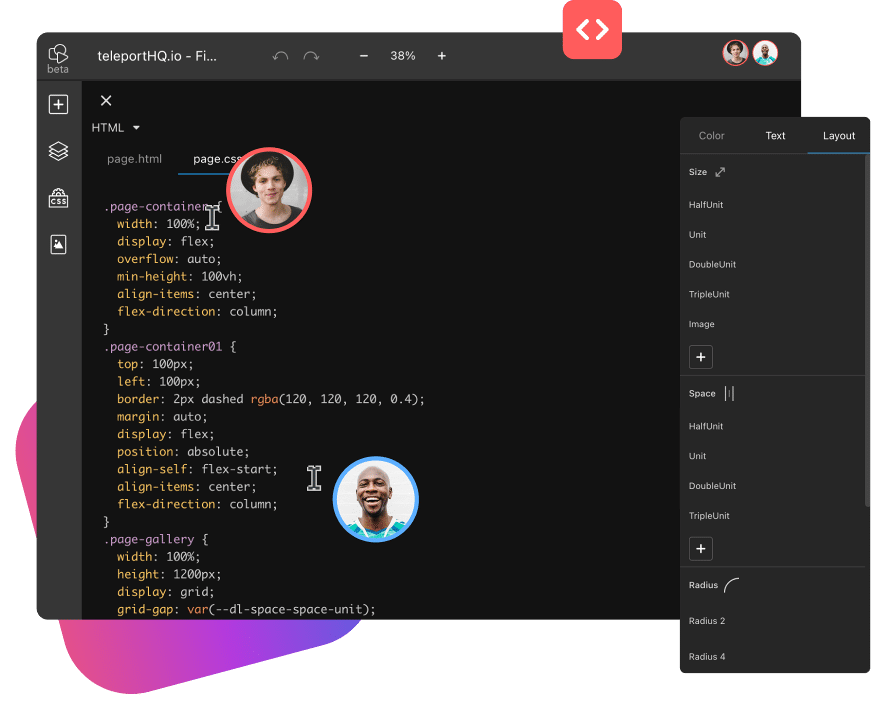 beta
teleportHQ.io - Fi...
38%
HTML
page.html
page.css
.page-container {
width: 100%;
display: flex;
overflow: auto;
min-height: 100vh;
align-items: center;
flex-direction: column;
}
.page-container01 {
top: 100px;
left: 100px;
border: 2px dashed rgba(120, 120, 120, 0.4);
margin: auto;
display: flex;
position: absolute;
align-self: flex-start;
align-items: center;
flex-direction: column;
}
.page-gallery {
width: 100%;
height: 1200px;
display: grid;
grid-gap: var(--dl-space-space-unit);
CSS
Color Text Layout
Size
HalfUnit
Unit
DoubleUnit
TripleUnit
Image
Space
HalfUnit
Unit
DoubleUnit
TripleUnit
Radius
Radius 2
Radius 4